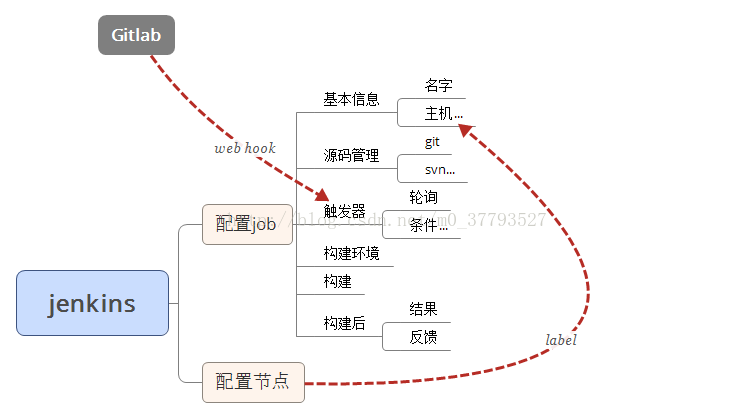 Gitlab
web hook
jenkins
配置job
基本信息
名字
主机...
源码管理
git
svn...
触发器
轮询
条件...
构建环境
构建
构建后
结果
反馈
配置节点
label
https://blog.csdn.net/m0_37793527